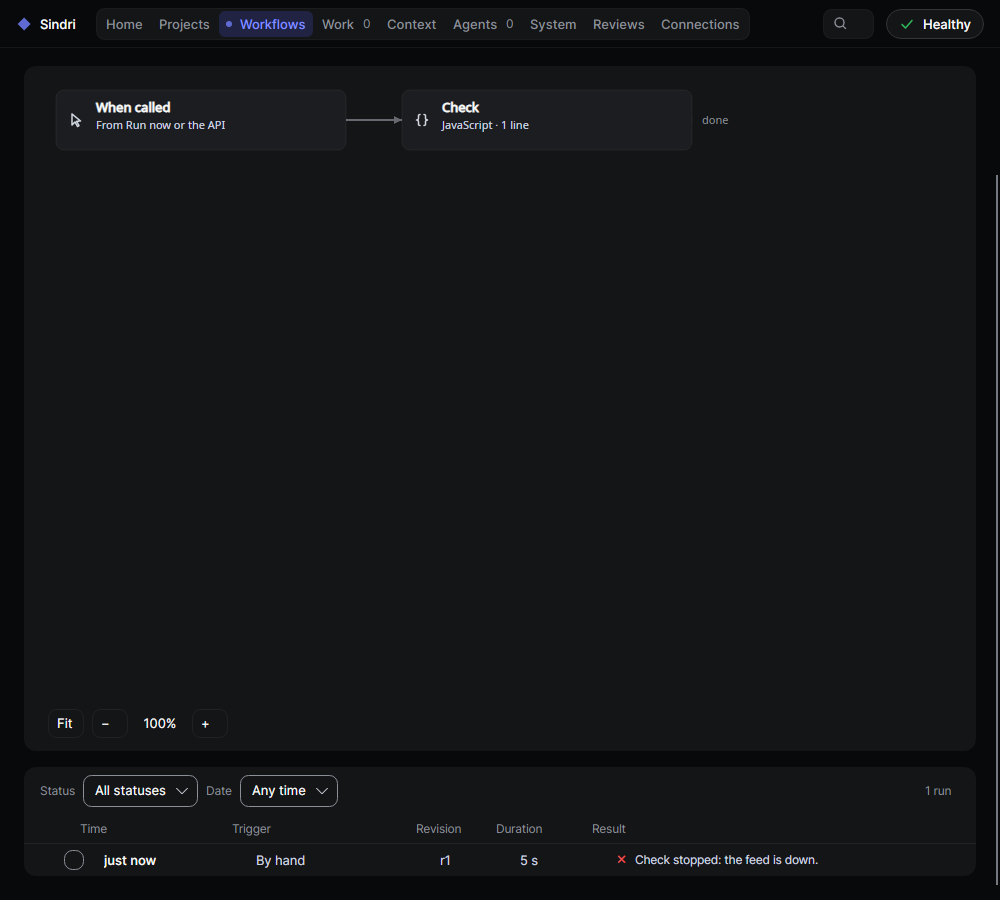 Sindri Home Projects Workflows Work 0 Context Agents 0 System Reviews Connections Healthy
When called
From Run now or the API
{} Check
JavaScript · 1 line
done
Fit − 100% +
Status All statuses Date Any time 1 run
Time Trigger Revision Duration Result
just now By hand r1 5 s Check stopped: the feed is down.